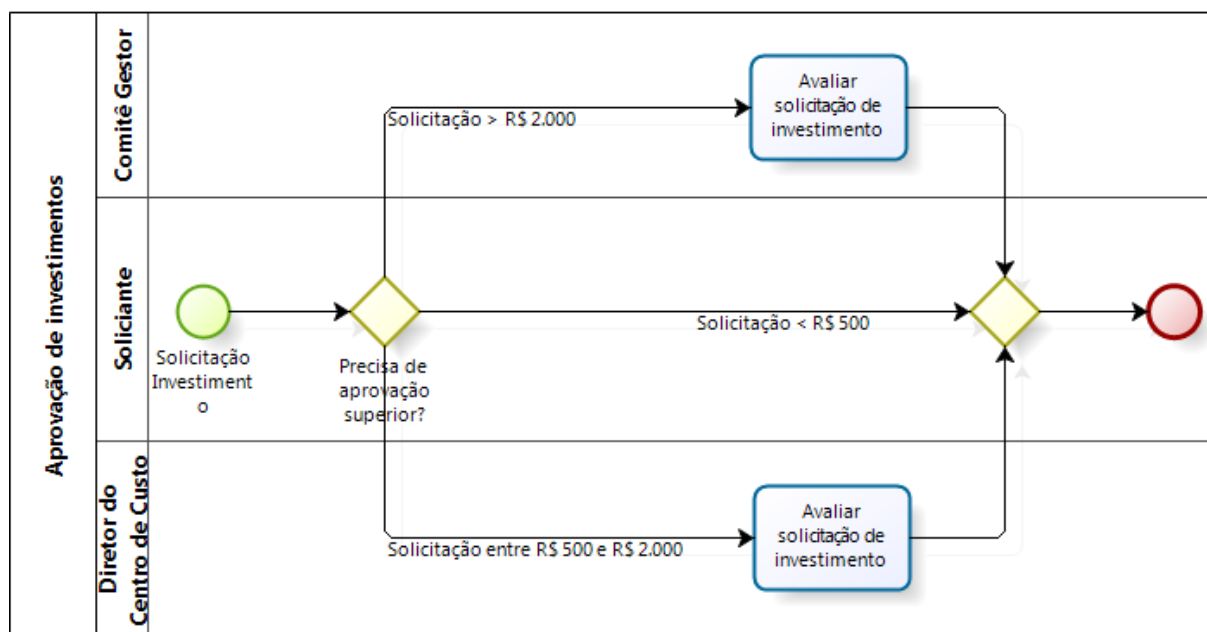 Aprovação de investimentos
Comitê Gestor
Solicitação > R$ 2.000
Avaliar
solicitação de
investimento
Soliciante
Solicitação
Investiment
o
Precisa de
aprovação
superior?
Solicitação < R$ 500
Diretor do
Centro de Custo
Solicitação entre R$ 500 e R$ 2.000
Avaliar
solicitação de
investimento